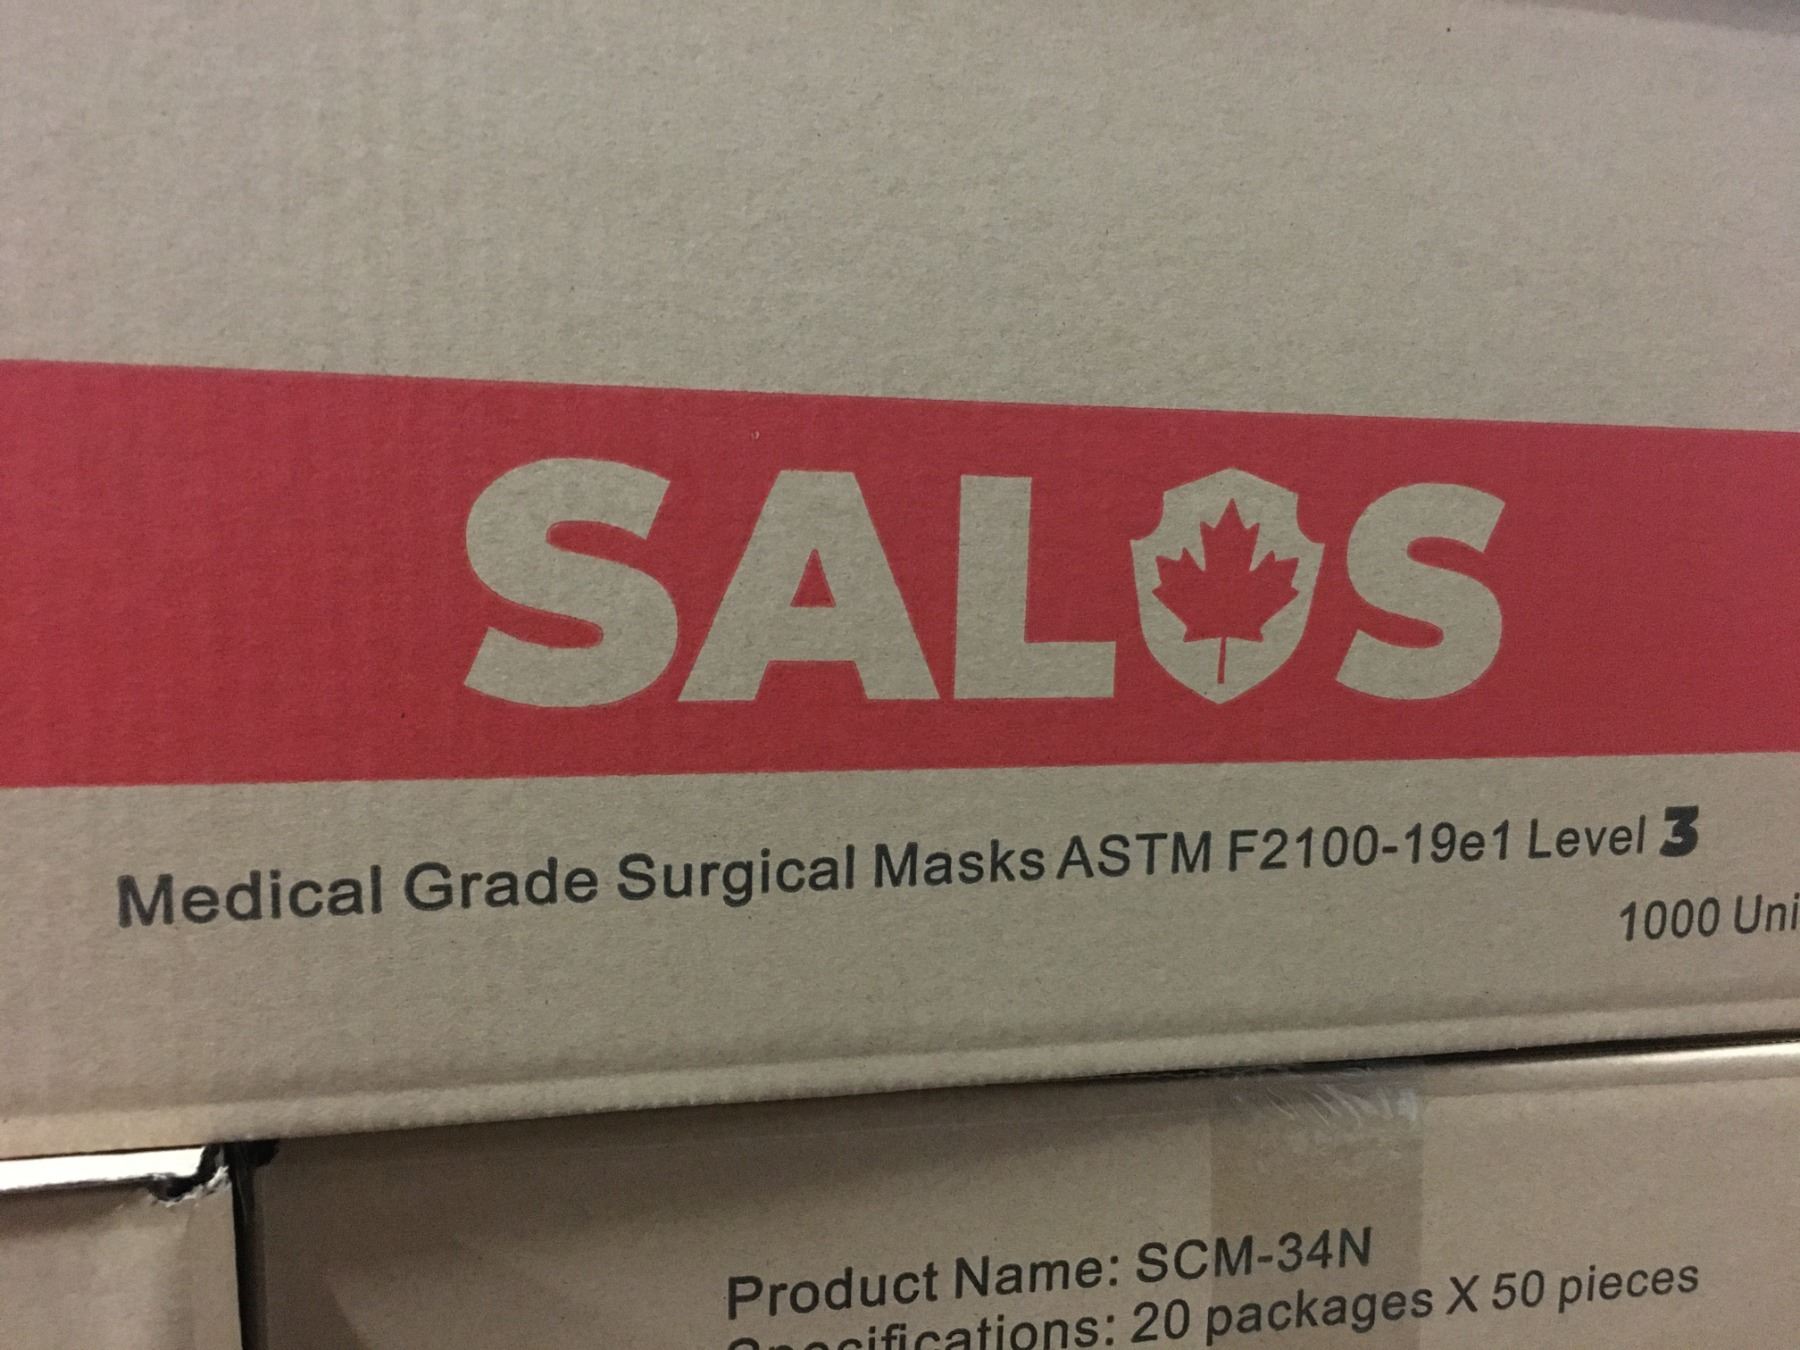 SALOS
Medical Grade Surgical Masks ASTM F2100-19e1 Level 3
1000 Uni
Product Name: SCM-34N
Specifications: 20 packages X 50 pieces